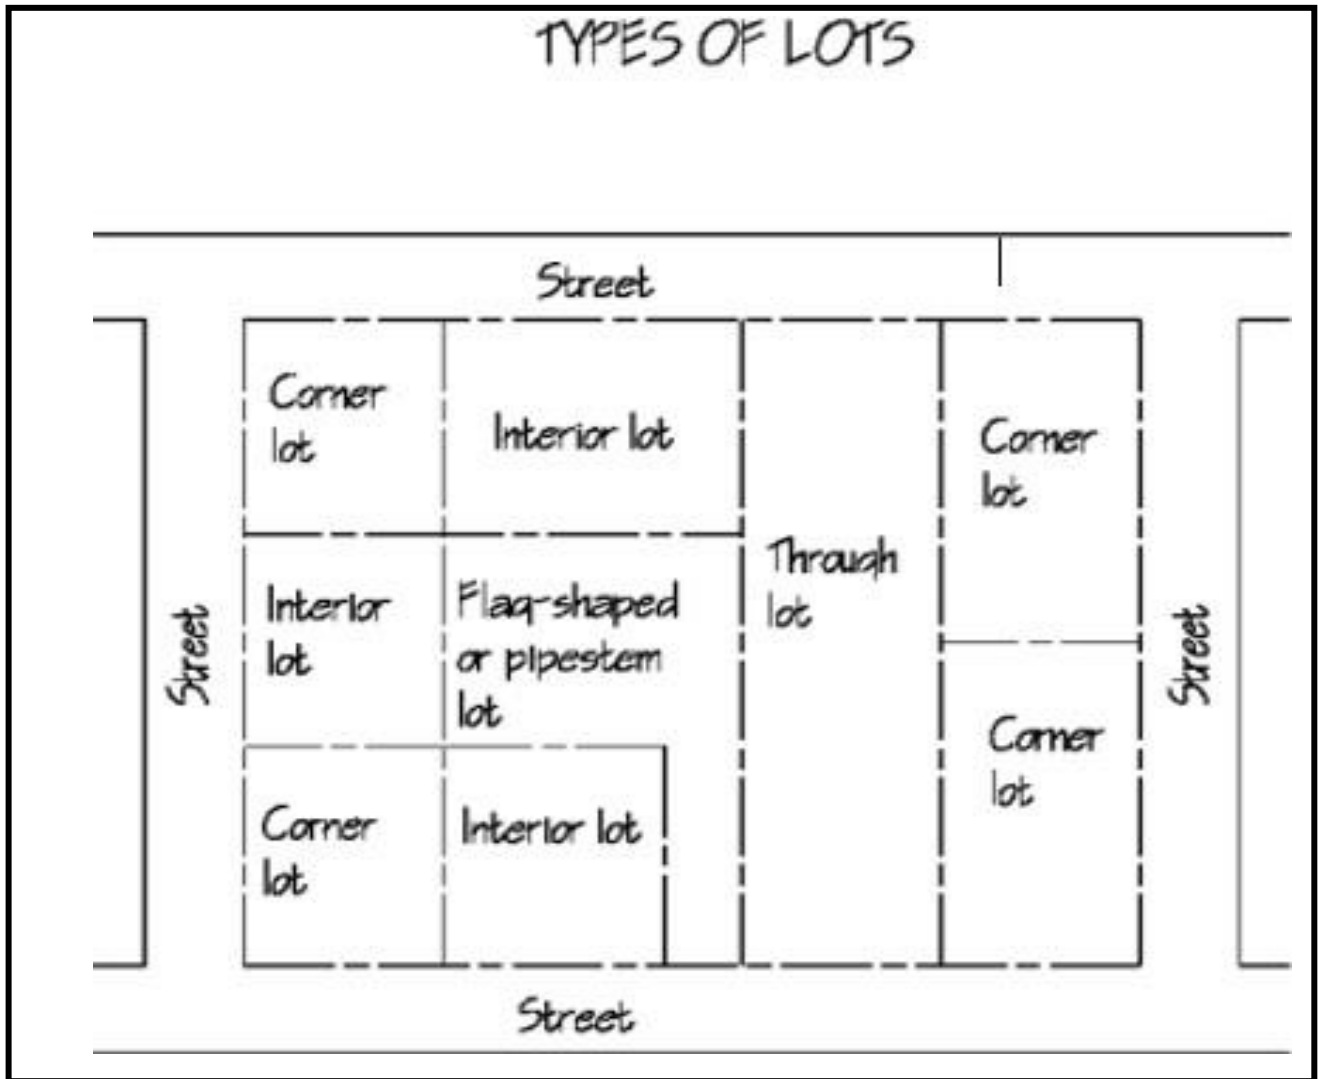 TYPES OF LOTS
Street
Corner
lot
Interior lot
Corner
lot
Through
lot
Interior
lot
Flag-shaped
or pipestem
lot
Street
Street
Corner
lot
Corner
lot
Interior lot
Street